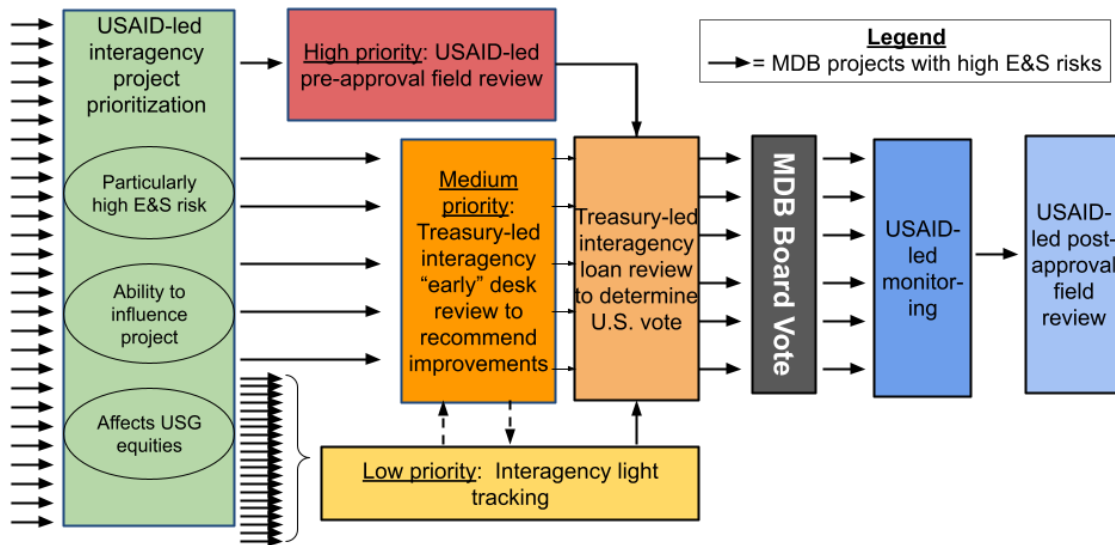 USAID-led
interagency
project
prioritization
Particularly
high E&S risk
Ability to
influence
project
Affects USG
equities
High priority: USAID-led
pre-approval field review
Legend
= MDB projects with high E&S risks
Medium
priority:
Treasury-led
interagency
“early” desk
review to
recommend
improvements
Low priority: Interagency light
tracking
Treasury-led
interagency
loan review
to determine
U.S. vote
MDB Board Vote
USAID-
led
monitor-
ing
USAID-
led post-
approval
field
review